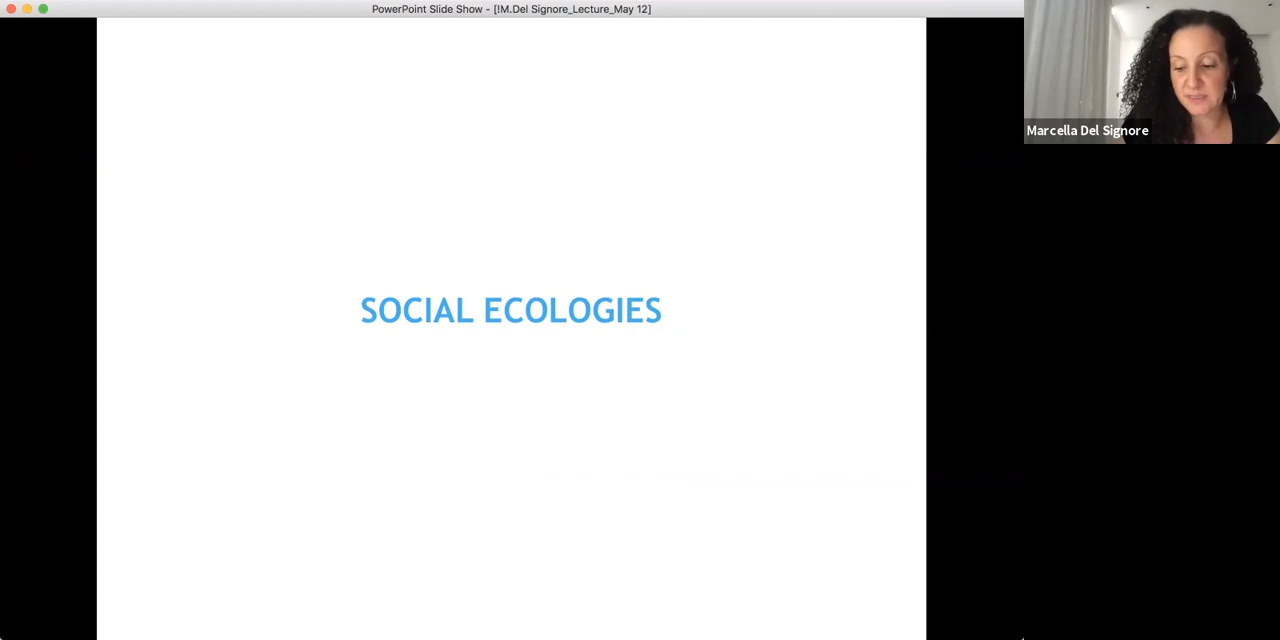 PowerPoint Slide Show - [!M.Del Signore_Lecture_May 12]
Marcella Del Signore
SOCIAL ECOLOGIES